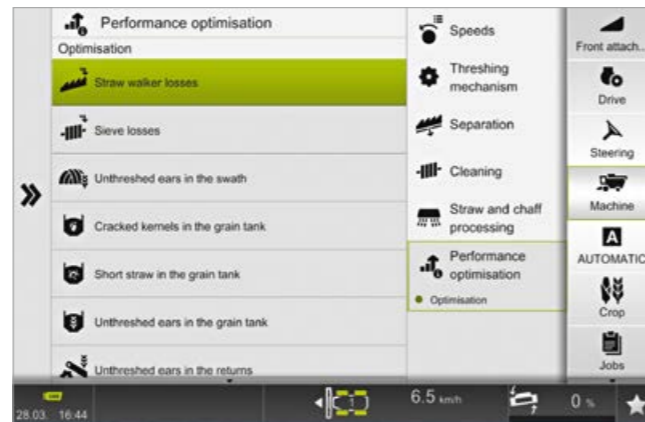 Performance optimisation
Optimisation
Straw walker losses
Sieve losses
Unthreshed ears in the swath
Cracked kernels in the grain tank
Short straw in the grain tank
Unthreshed ears in the grain tank
Unthreshed ears in the returns
Speeds
Threshing
mechanism
Separation
Cleaning
Straw and chaff
processing
Performance
optimisation
Optimisation
Front attach..
Drive
Steering
Machine
A
AUTOMATIC
Crop
Jobs
28.03. 16:44
1
6.5 km/h
0 %